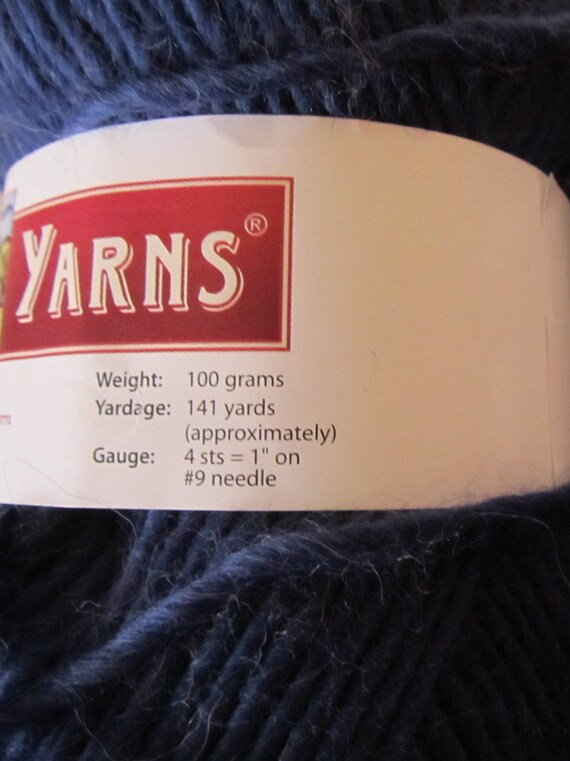 YARNS®
Weight: 100 grams
Yardage: 141 yards
(approximately)
Gauge: 4 sts = 1" on
#9 needle